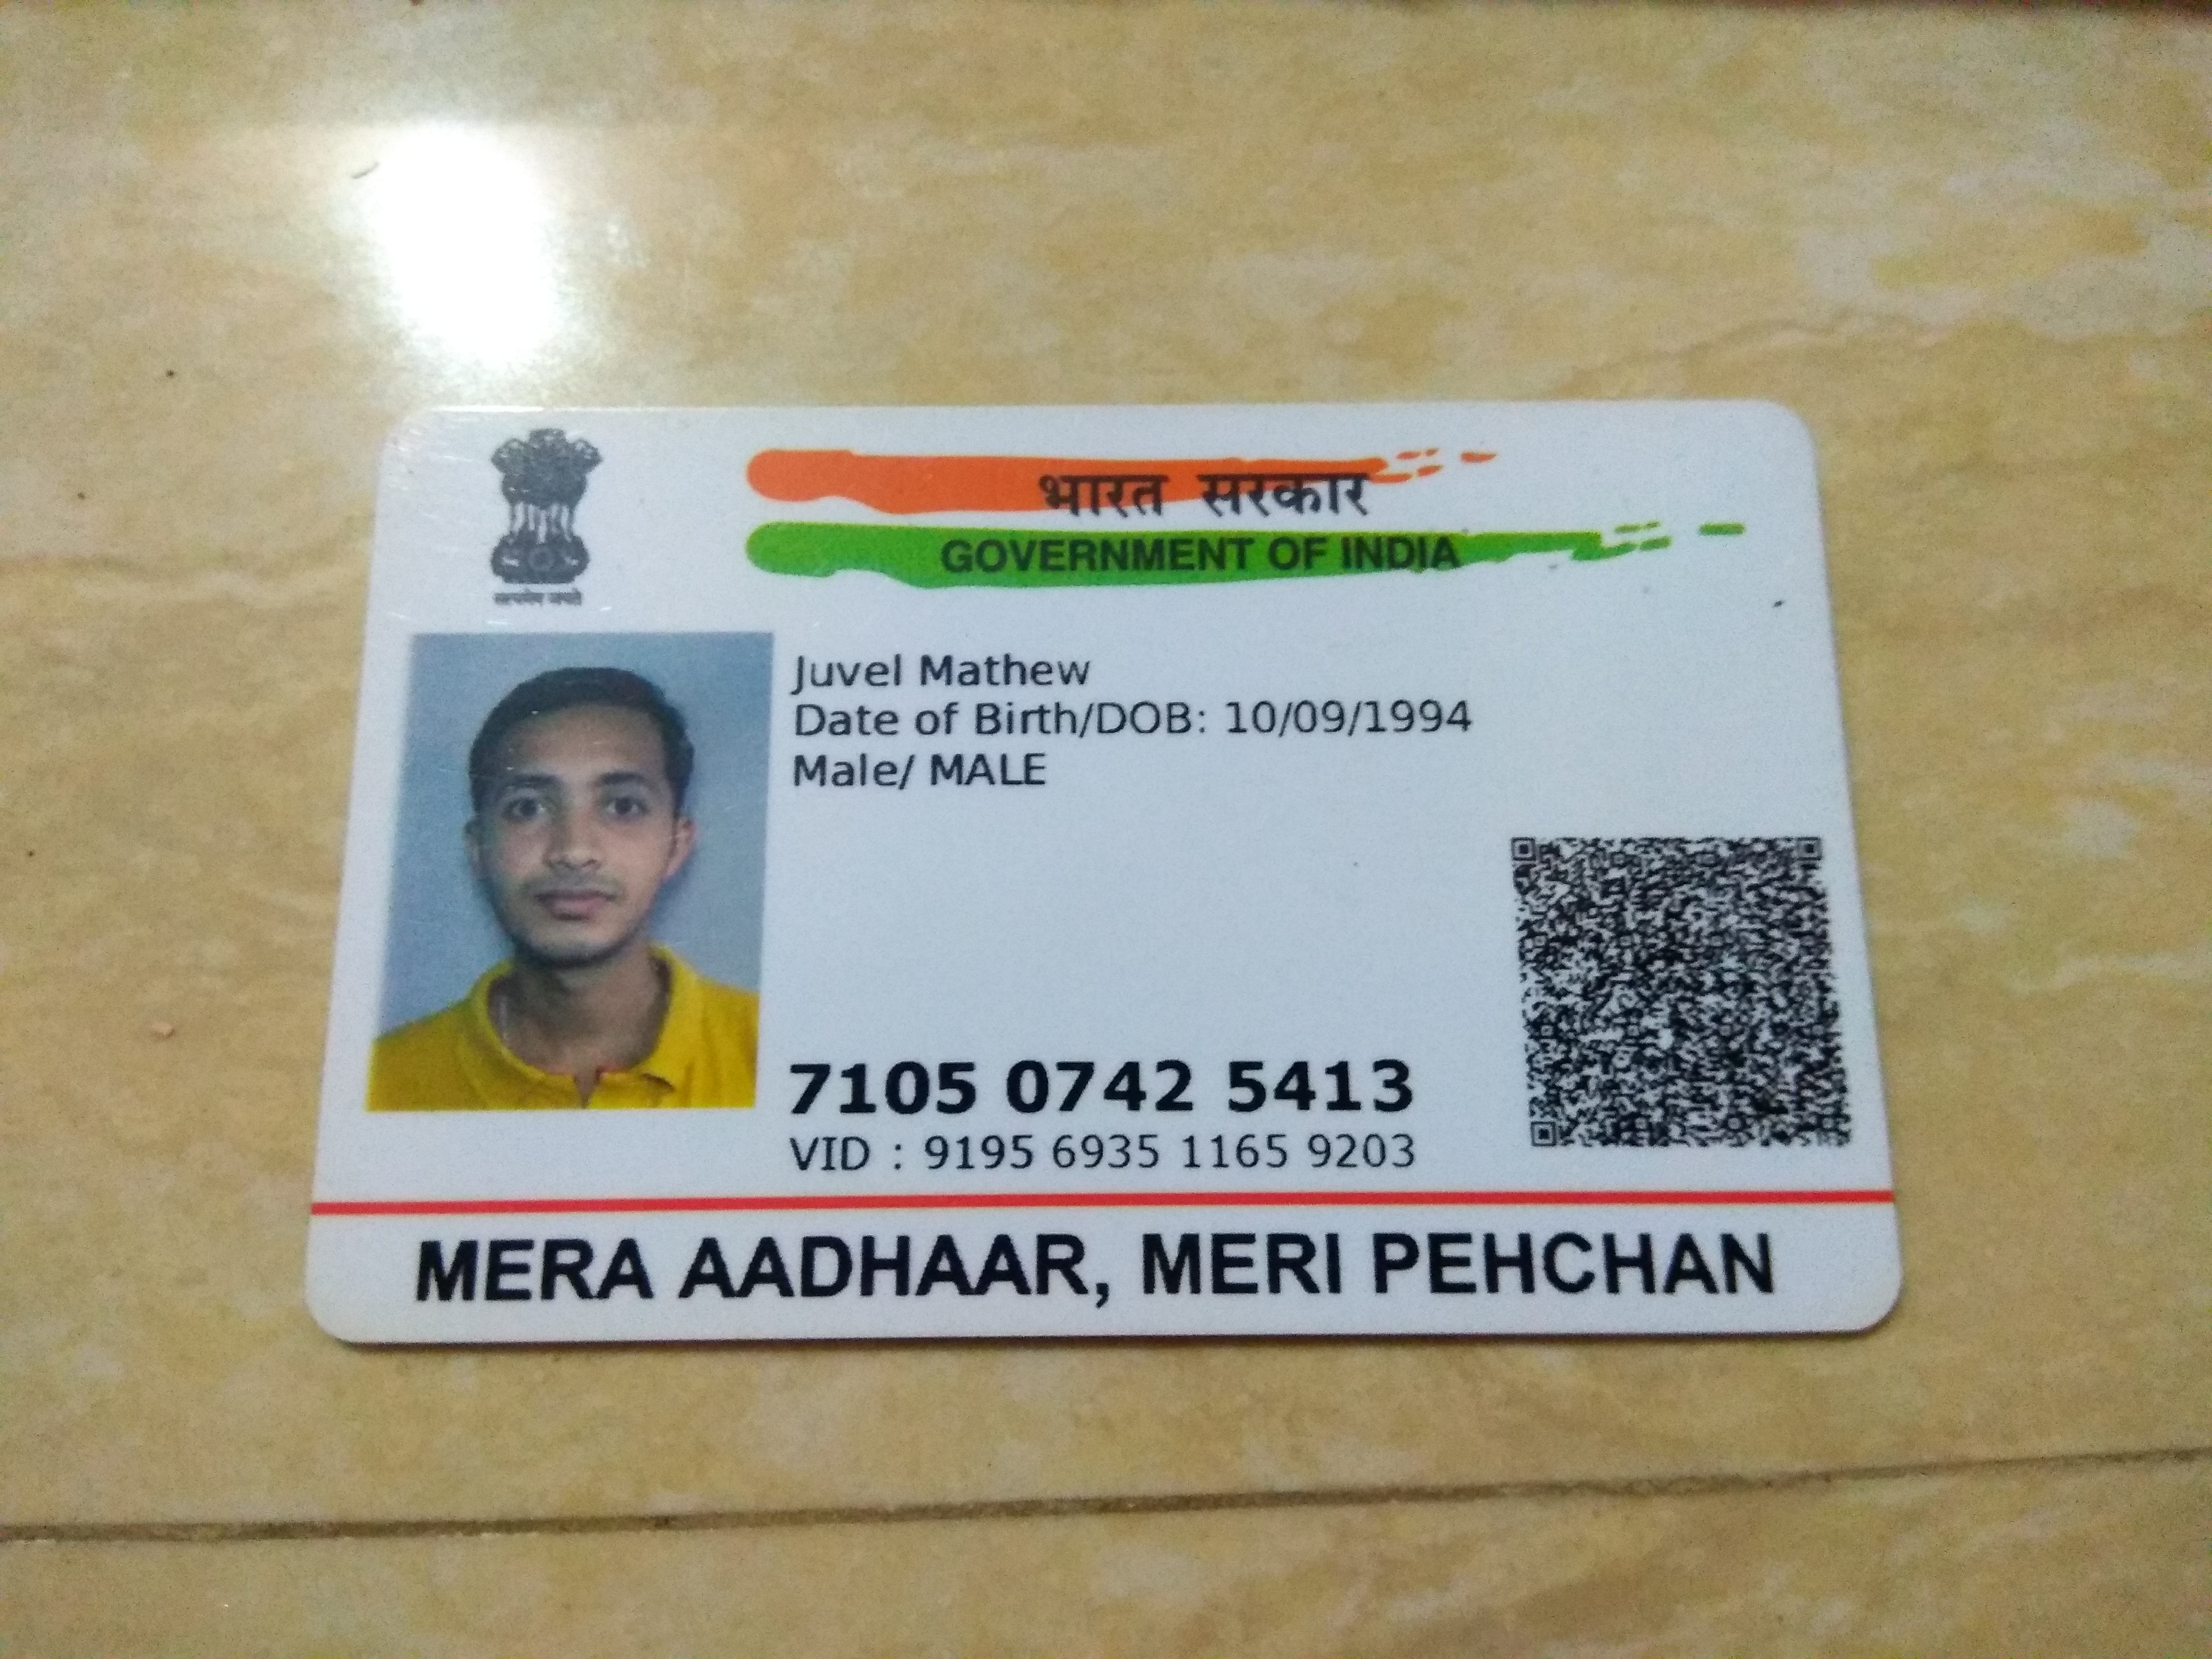 भारत सरकार
GOVERNMENT OF INDIA
सत्यमेव जयते
Juvel Mathew
Date of Birth/DOB: 10/09/1994
Male/ MALE
7105 0742 5413
VID : 9195 6935 1165 9203
MERA AADHAAR, MERI PEHCHAN